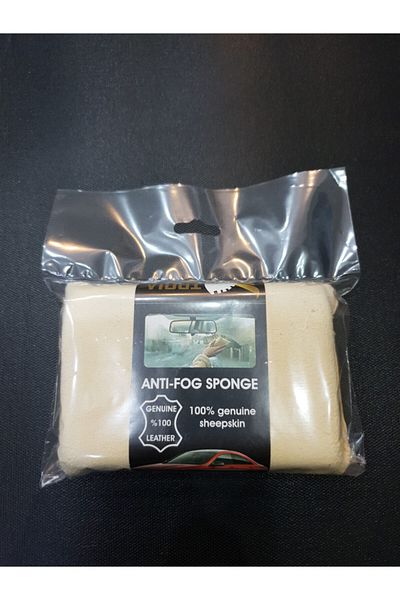 ANTI-FOG SPONGE
GENUINE
%100
LEATHER
100% genuine
sheepskin